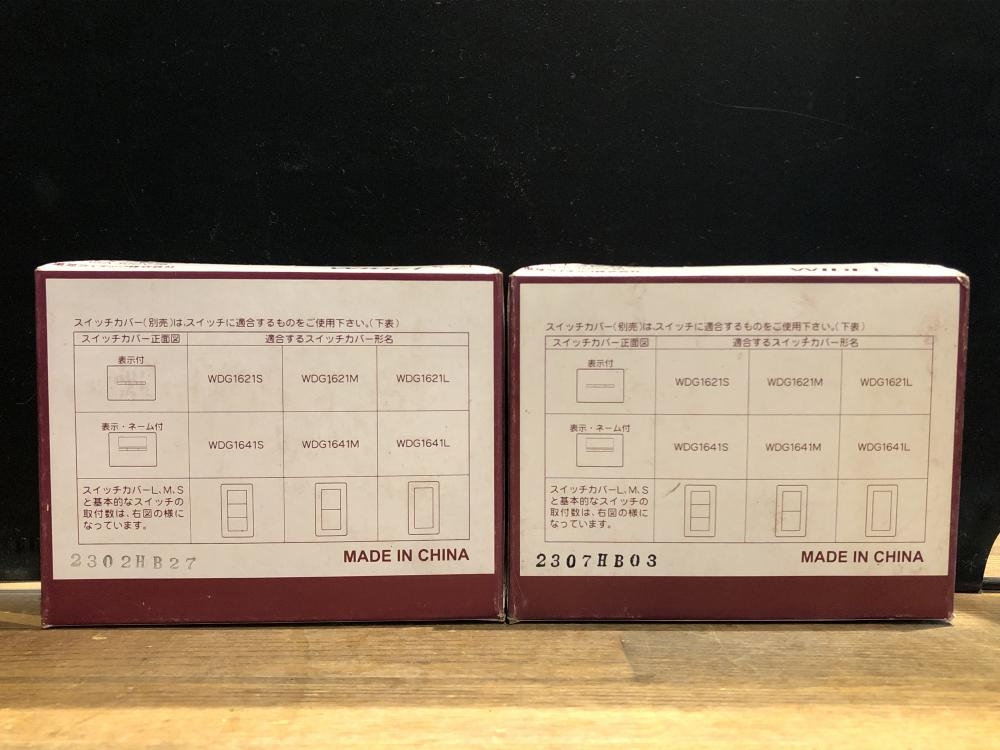 スイッチカバー(別売)は、スイッチに適合するものをご使用下さい。(下表)
スイッチカバー正面図 適合するスイッチカバー形名
表示付
WDG1621S WDG1621M WDG1621L
表示・ネーム付
WDG1641S WDG1641M WDG1641L
スイッチカバーL、M、S
と基本的なスイッチの
取付数は、右図の様に
なっています。
2302HB27
MADE IN CHINA
スイッチカバー(別売)は、スイッチに適合するものをご使用下さい。(下表)
スイッチカバー正面図 適合するスイッチカバー形名
表示付
WDG1621S WDG1621M WDG1621L
表示・ネーム付
WDG1641S WDG1641M WDG1641L
スイッチカバーL、M、S
と基本的なスイッチの
取付数は、右図の様に
なっています。
2307HB03
MADE IN CHINA